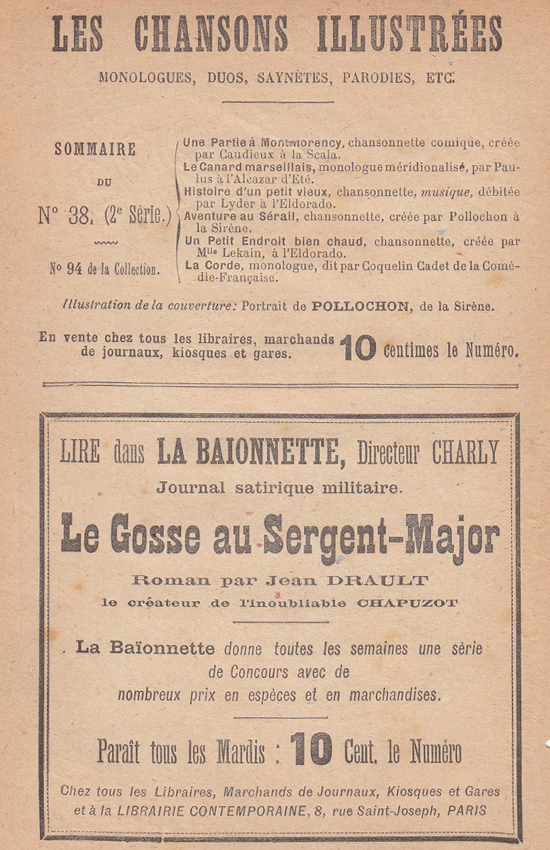 LES CHANSONS ILLUSTRÉES
MONOLOGUES, DUOS, SAYNÈTES, PARODIES, ETC.
SOMMAIRE
DU
N° 38. (2e Série.)
N° 94 de la Collection.
Une Partie à Montmorency, chansonnette comique, créée
par Caudieux à la Scala.
Le Canard marseillais, monologue méridionalisé, par Pau-
lus à l'Alcazar d'Eté.
Histoire d'un petit vieux, chansonnette, musique, débitée
par Lyder à l'Eldorado.
Aventure au Sérail, chansonnette, créée par Pollochon à
la Sirène.
Un Petit Endroit bien chaud, chansonnette, créée par
Mlle Lekain, à l'Eldorado.
La Corde, monologue, dit par Coquelin Cadet de la Comé-
die-Française.
Illustration de la couverture: Portrait de POLLOCHON, de la Sirène.
En vente chez tous les libraires, marchands
de journaux, kiosques et gares.
10 centimes le Numéro.
LIRE dans LA BAIONNETTE, Directeur CHARLY
Journal satirique militaire.
Le Gosse au Sergent-Major
Roman par Jean DRAULT
le créateur de l'inoubliable CHAPUZOT
La Baïonnette donne toutes les semaines une série
de Concours avec de
nombreux prix en espèces et en marchandises.
Paraît tous les Mardis : 10 Cent. le Numéro
Chez tous les Libraires, Marchands de Journaux, Kiosques et Gares
et à la LIBRAIRIE CONTEMPORAINE, 8, rue Saint-Joseph, PARIS